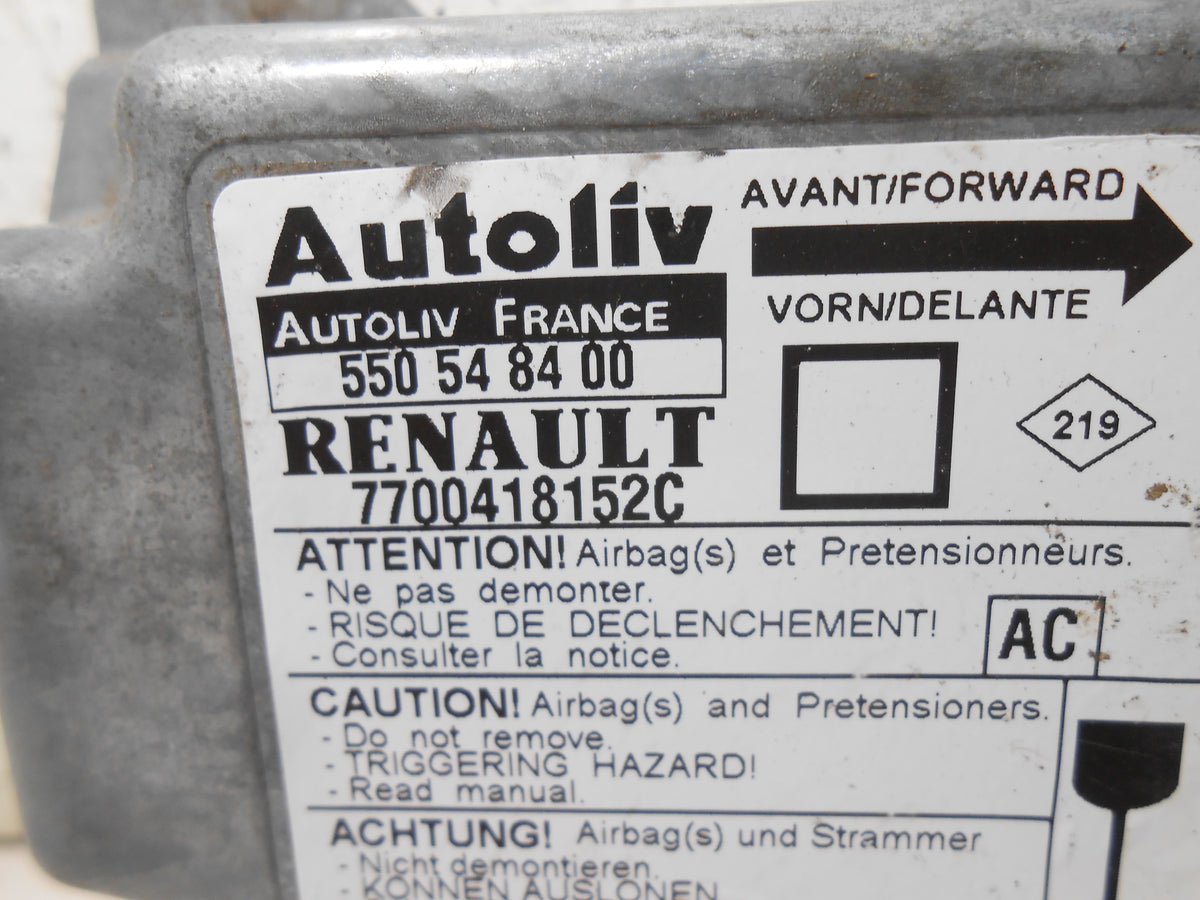 Autoliv
AUTOLIV FRANCE
550 54 84 00
RENAULT
7700418152C
AVANT/FORWARD
VORN/DELANTE
219
ATTENTION! Airbag(s) et Pretensionneurs.
- Ne pas demonter.
- RISQUE DE DECLENCHEMENT!
- Consulter la notice.
AC
CAUTION! Airbag(s) and Pretensioners.
- Do not remove.
- TRIGGERING HAZARD!
- Read manual.
ACHTUNG! Airbag(s) und Strammer
- Nicht demontieren.
- KONNEN AUSLONEN